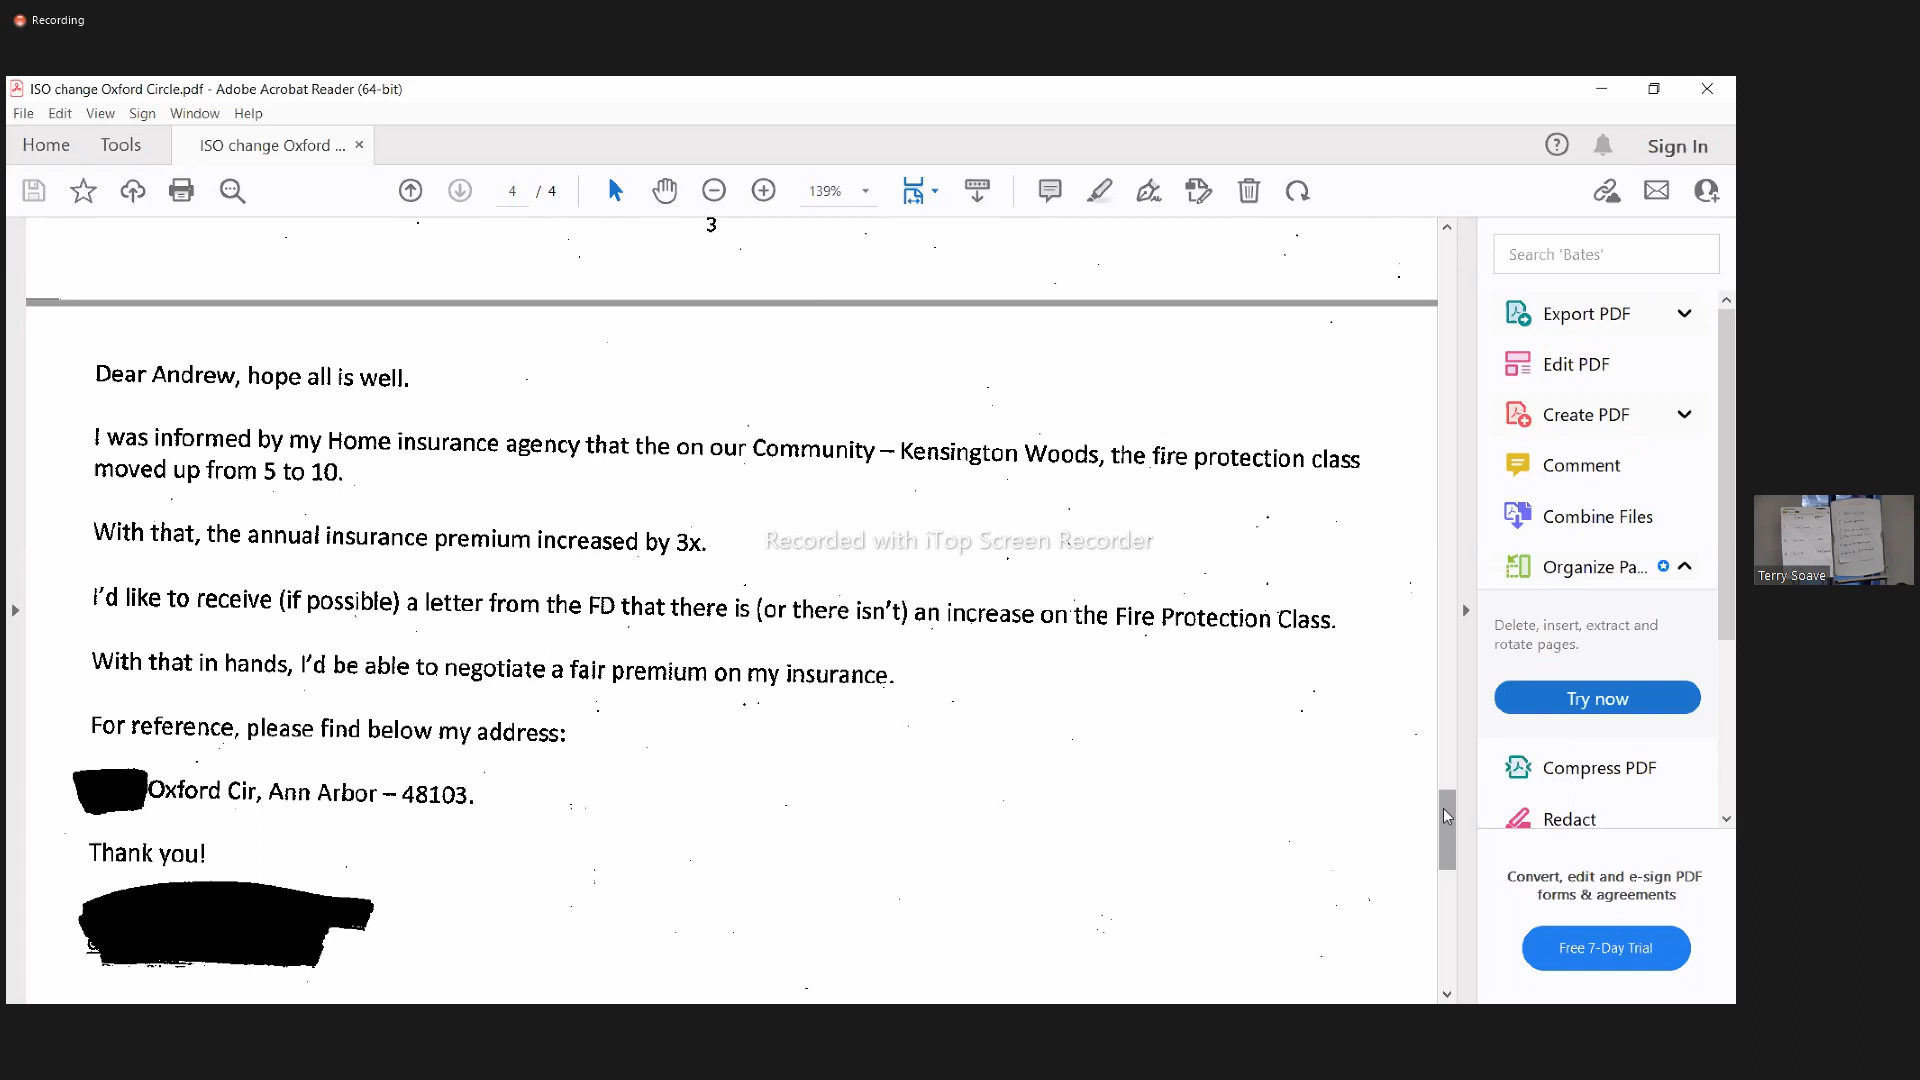 Recording
ISO change Oxford Circle.pdf - Adobe Acrobat Reader (64-bit)
File Edit View Sign Window Help
Home Tools ISO change Oxford ... ×
Sign In
4 / 4 139%
3
Search 'Bates'
Export PDF
Edit PDF
Create PDF
Comment
Combine Files
Organize Pa...
Delete, insert, extract and
rotate pages.
Try now
Compress PDF
Redact
Convert, edit and e-sign PDF
forms & agreements
Free 7-Day Trial
Dear Andrew, hope all is well.
I was informed by my Home insurance agency that the on our Community – Kensington Woods, the fire protection class
moved up from 5 to 10.
With that, the annual insurance premium increased by 3x.
Recorded with iTop Screen Recorder
I'd like to receive (if possible) a letter from the FD that there is (or there isn't) an increase on the Fire Protection Class.
With that in hands, I'd be able to negotiate a fair premium on my insurance.
For reference, please find below my address:
Oxford Cir, Ann Arbor – 48103.
Thank you!
Terry Soave